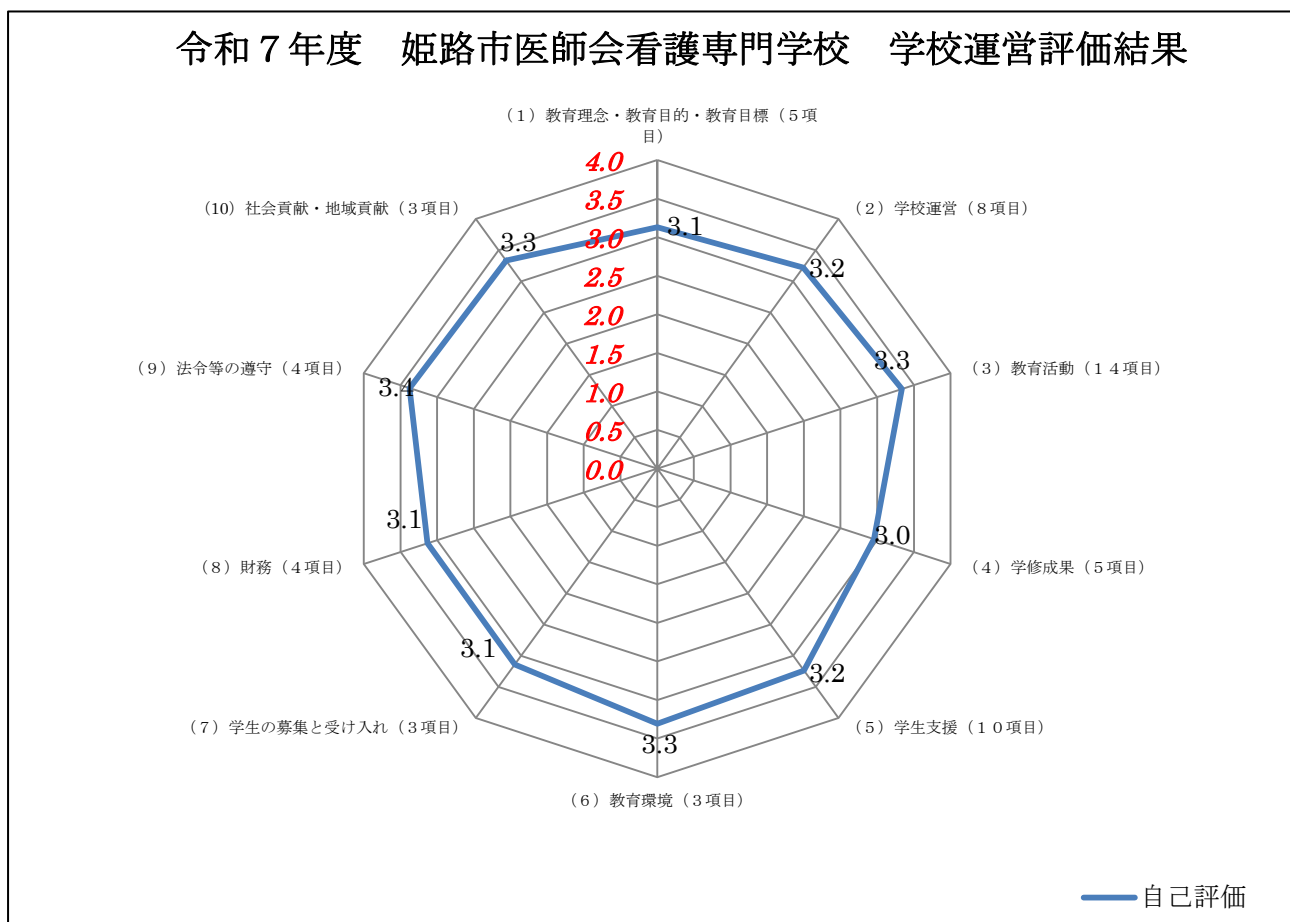 令和７年度　姫路市医師会看護専門学校　学校運営評価結果
（１）教育理念・教育目的・教育目標（５項
目）
（２）学校運営（８項目）
（３）教育活動（１４項目）
（４）学修成果（５項目）
（５）学生支援（１０項目）
（６）教育環境（３項目）
（７）学生の募集と受け入れ（３項目）
（８）財務（４項目）
（９）法令等の遵守（４項目）
（10）社会貢献・地域貢献（３項目）
4.0
3.5
3.0
2.5
2.0
1.5
1.0
0.5
0.0
3.1
3.2
3.3
3.0
3.2
3.3
3.1
3.1
3.4
3.3
自己評価